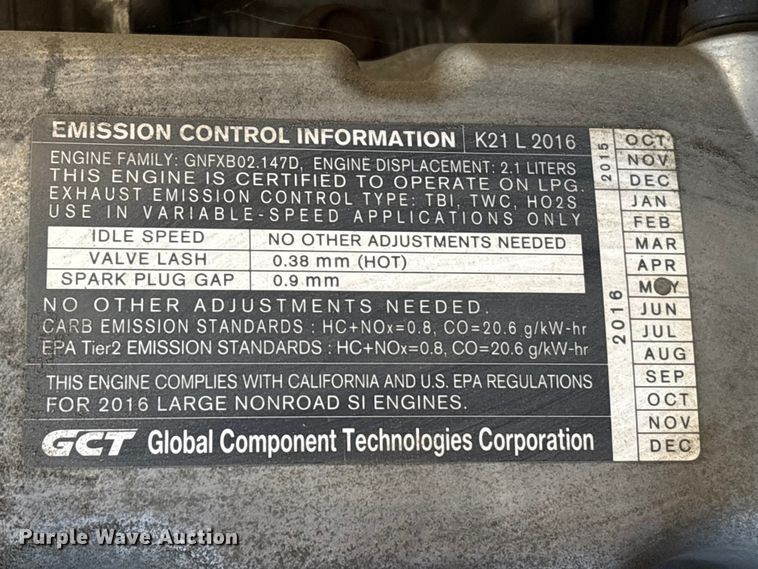 EMISSION CONTROL INFORMATION K21 L 2016
ENGINE FAMILY: GNFXB02.147D, ENGINE DISPLACEMENT: 2.1 LITERS
THIS ENGINE IS CERTIFIED TO OPERATE ON LPG.
EXHAUST EMISSION CONTROL TYPE: TBI, TWC, HO2S
USE IN VARIABLE-SPEED APPLICATIONS ONLY
IDLE SPEED NO OTHER ADJUSTMENTS NEEDED
VALVE LASH 0.38 mm (HOT)
SPARK PLUG GAP 0.9 mm
NO OTHER ADJUSTMENTS NEEDED.
CARB EMISSION STANDARDS : HC+NOx=0.8, CO=20.6 g/kW-hr
EPA Tier2 EMISSION STANDARDS : HC+NOx=0.8, CO=20.6 g/kW-hr
THIS ENGINE COMPLIES WITH CALIFORNIA AND U.S. EPA REGULATIONS
FOR 2016 LARGE NONROAD SI ENGINES.
GCT Global Component Technologies Corporation
2015
OCT
NOV
DEC
2016
JAN
FEB
MAR
APR
MAY
JUN
JUL
AUG
SEP
OCT
NOV
DEC
Purple Wave Auction